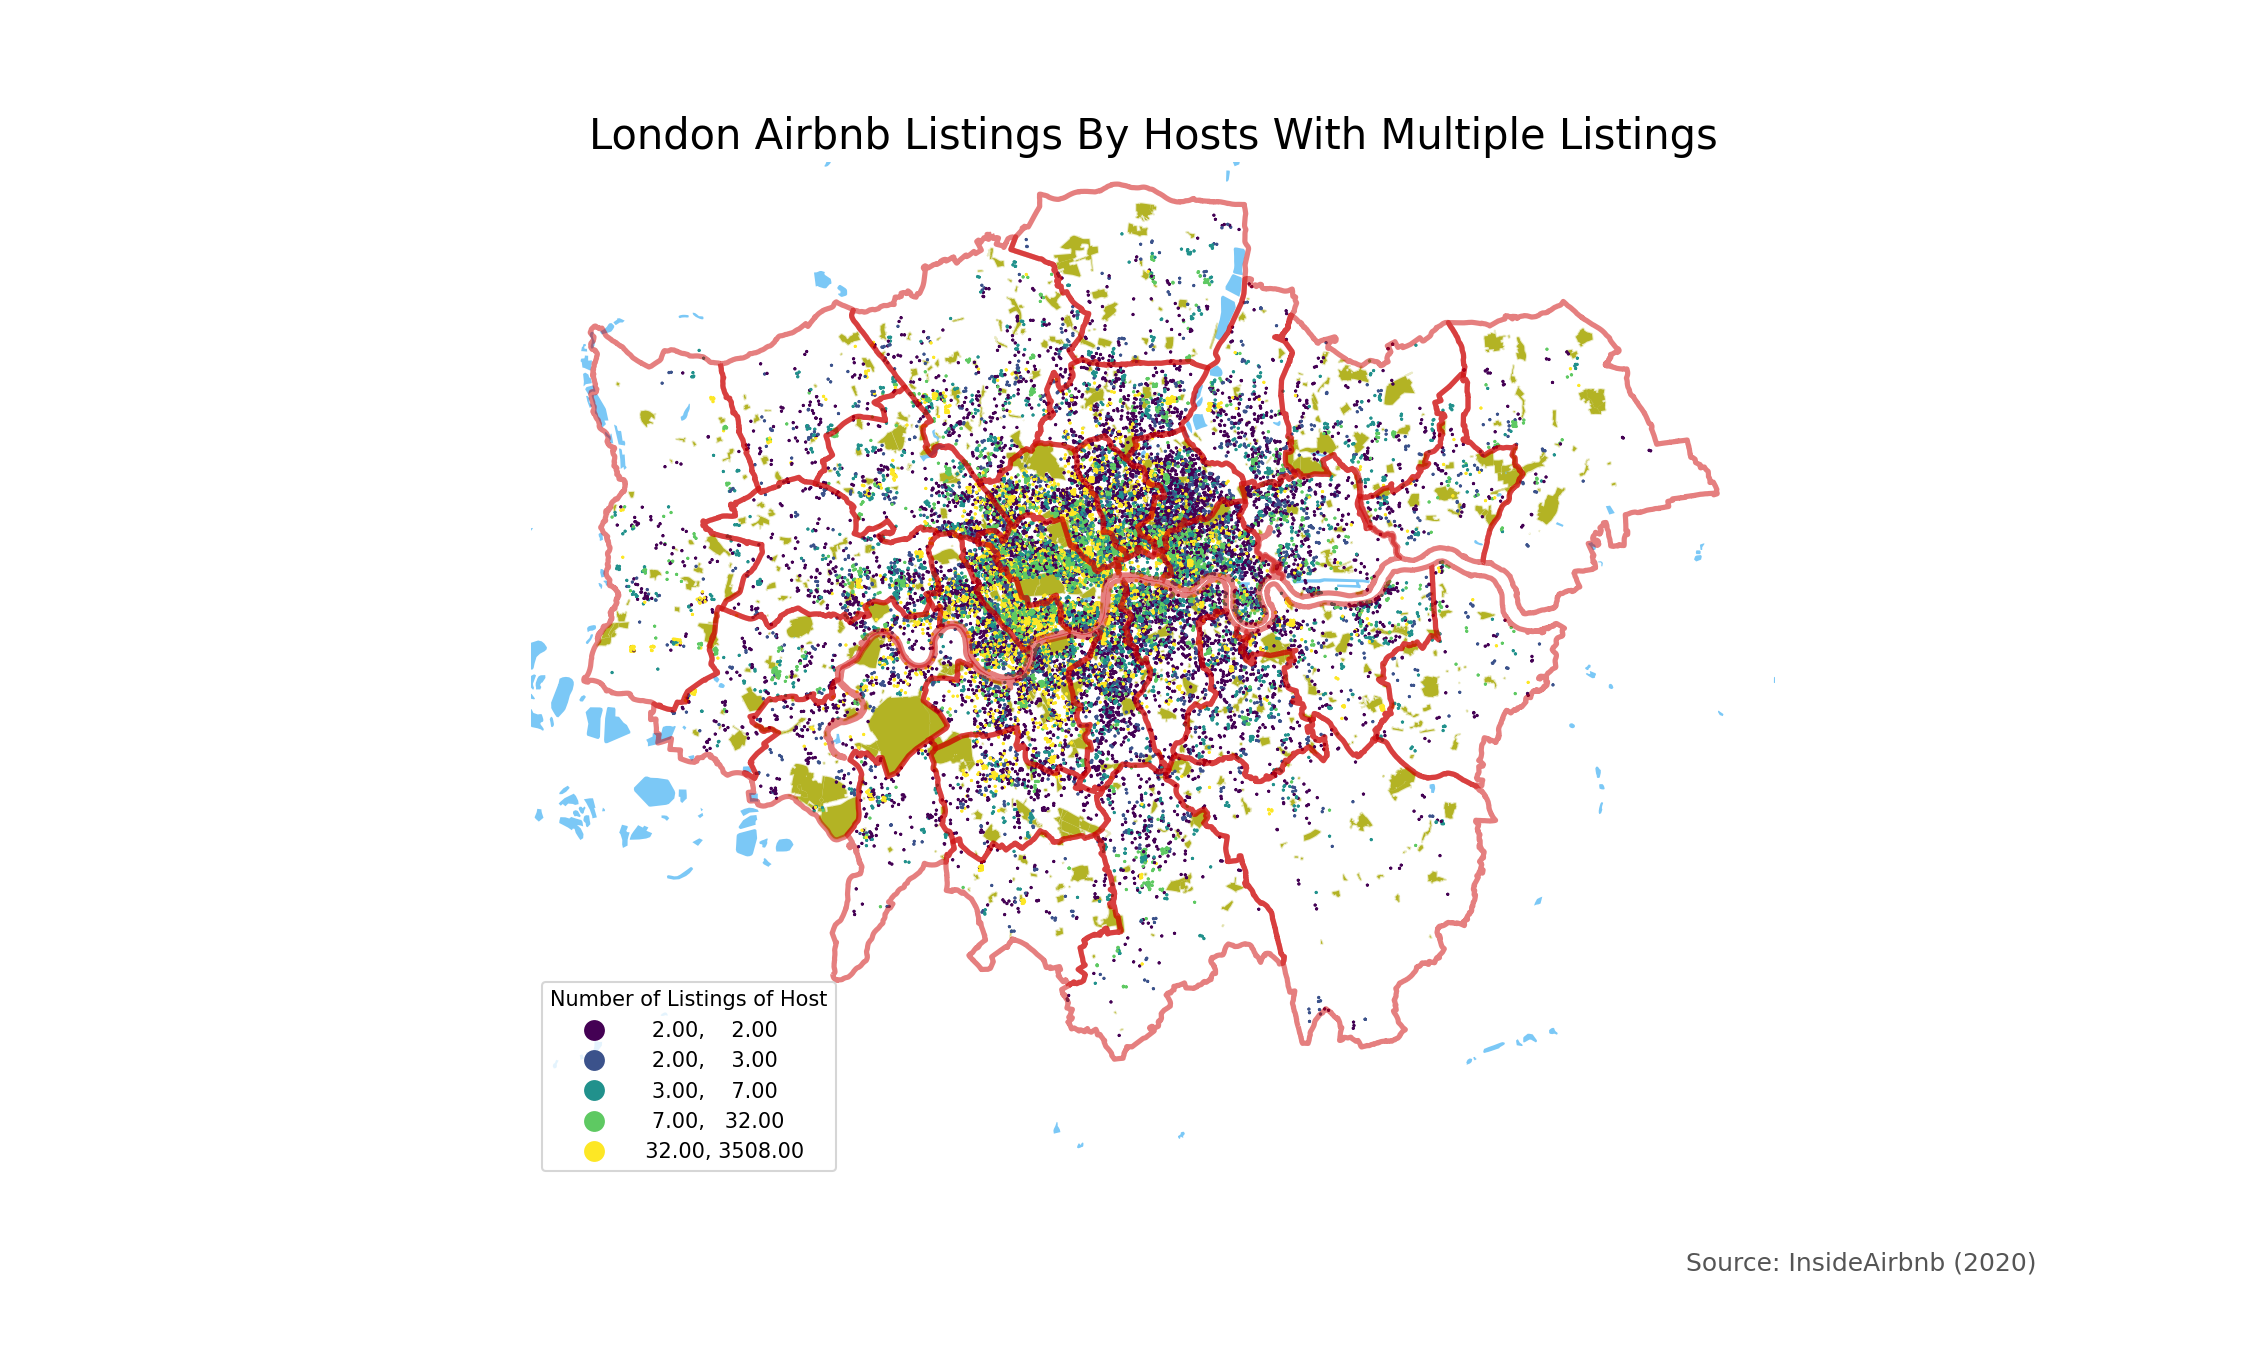 London Airbnb Listings By Hosts With Multiple Listings
Number of Listings of Host
2.00, 2.00
2.00, 3.00
3.00, 7.00
7.00, 32.00
32.00, 3508.00
Source: InsideAirbnb (2020)